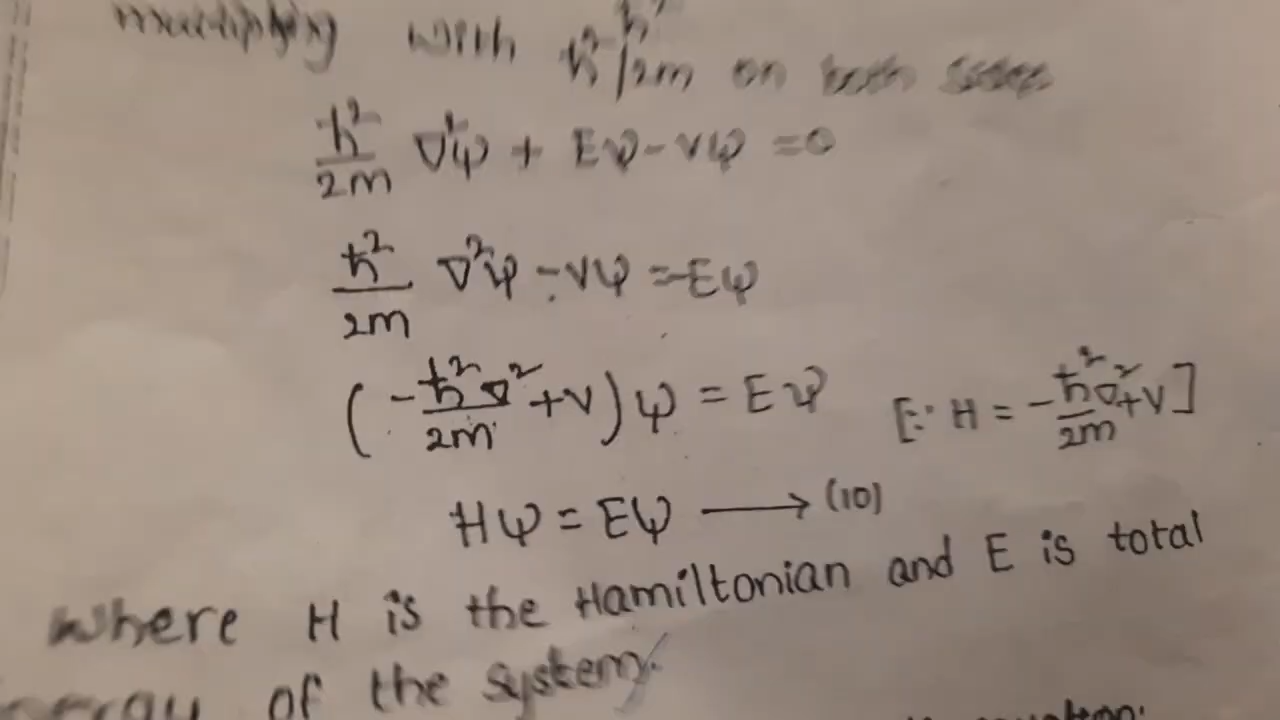 multiplying with ħ²/2m on both sides
ħ²/2m ∇²ψ + Eψ - Vψ = 0
ħ²/2m ∇²ψ - Vψ = -Eψ
(-ħ²∇²/2m + V)ψ = Eψ [∵ H = -ħ²∇²/2m + V]
Hψ = Eψ ⟶ (10)
where H is the Hamiltonian and E is total
energy of the system.
equation.